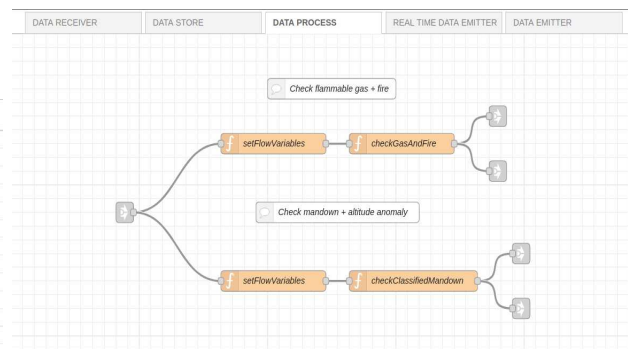 DATA RECEIVER
DATA STORE
DATA PROCESS
REAL TIME DATA EMITTER
DATA EMITTER
Check flammable gas + fire
setFlowVariables
checkGasAndFire
Check mandown + altitude anomaly
setFlowVariables
checkClassifiedMandown